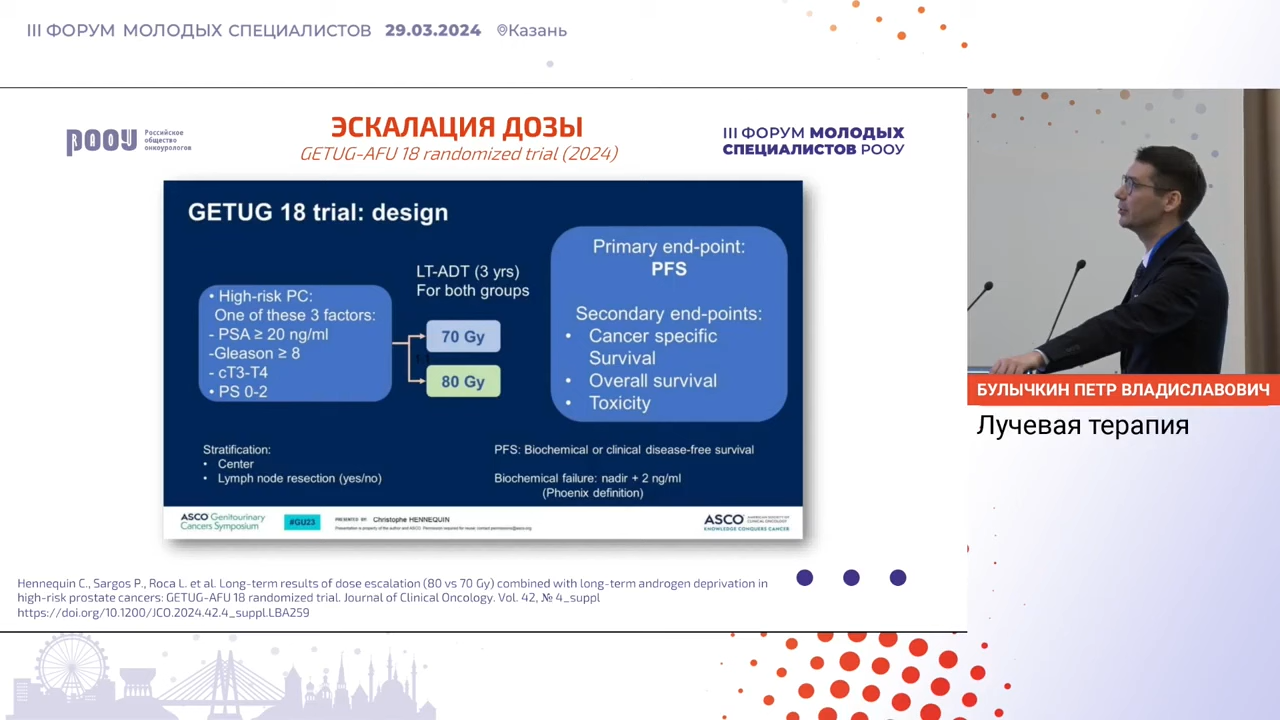 III ФОРУМ МОЛОДЫХ СПЕЦИАЛИСТОВ 29.03.2024 Казань
РООУ Российское
общество
онкоурологов
ЭСКАЛАЦИЯ ДОЗЫ
GETUG-AFU 18 randomized trial (2024)
III ФОРУМ МОЛОДЫХ
СПЕЦИАЛИСТОВ РООУ
GETUG 18 trial: design
• High-risk PC:
One of these 3 factors:
- PSA ≥ 20 ng/ml
-Gleason ≥ 8
- cT3-T4
• PS 0-2
LT-ADT (3 yrs)
For both groups
70 Gy
80 Gy
Primary end-point:
PFS
Secondary end-points:
• Cancer specific
Survival
• Overall survival
• Toxicity
Stratification:
• Center
• Lymph node resection (yes/no)
PFS: Biochemical or clinical disease-free survival
Biochemical failure: nadir + 2 ng/ml
(Phoenix definition)
ASCO Genitourinary
Cancers Symposium
#GU23
PRESENTED BY: Christophe HENNEQUIN
Presentation is property of the author and ASCO. Permission required for reuse; contact permissions@asco.org
ASCO AMERICAN SOCIETY OF
CLINICAL ONCOLOGY
KNOWLEDGE CONQUERS CANCER
Hennequin C., Sargos P., Roca L. et al. Long-term results of dose escalation (80 vs 70 Gy) combined with long-term androgen deprivation in
high-risk prostate cancers: GETUG-AFU 18 randomized trial. Journal of Clinical Oncology. Vol. 42, № 4_suppl
https://doi.org/10.1200/JCO.2024.42.4_suppl.LBA259
БУЛЫЧКИН ПЕТР ВЛАДИСЛАВОВИЧ
Лучевая терапия